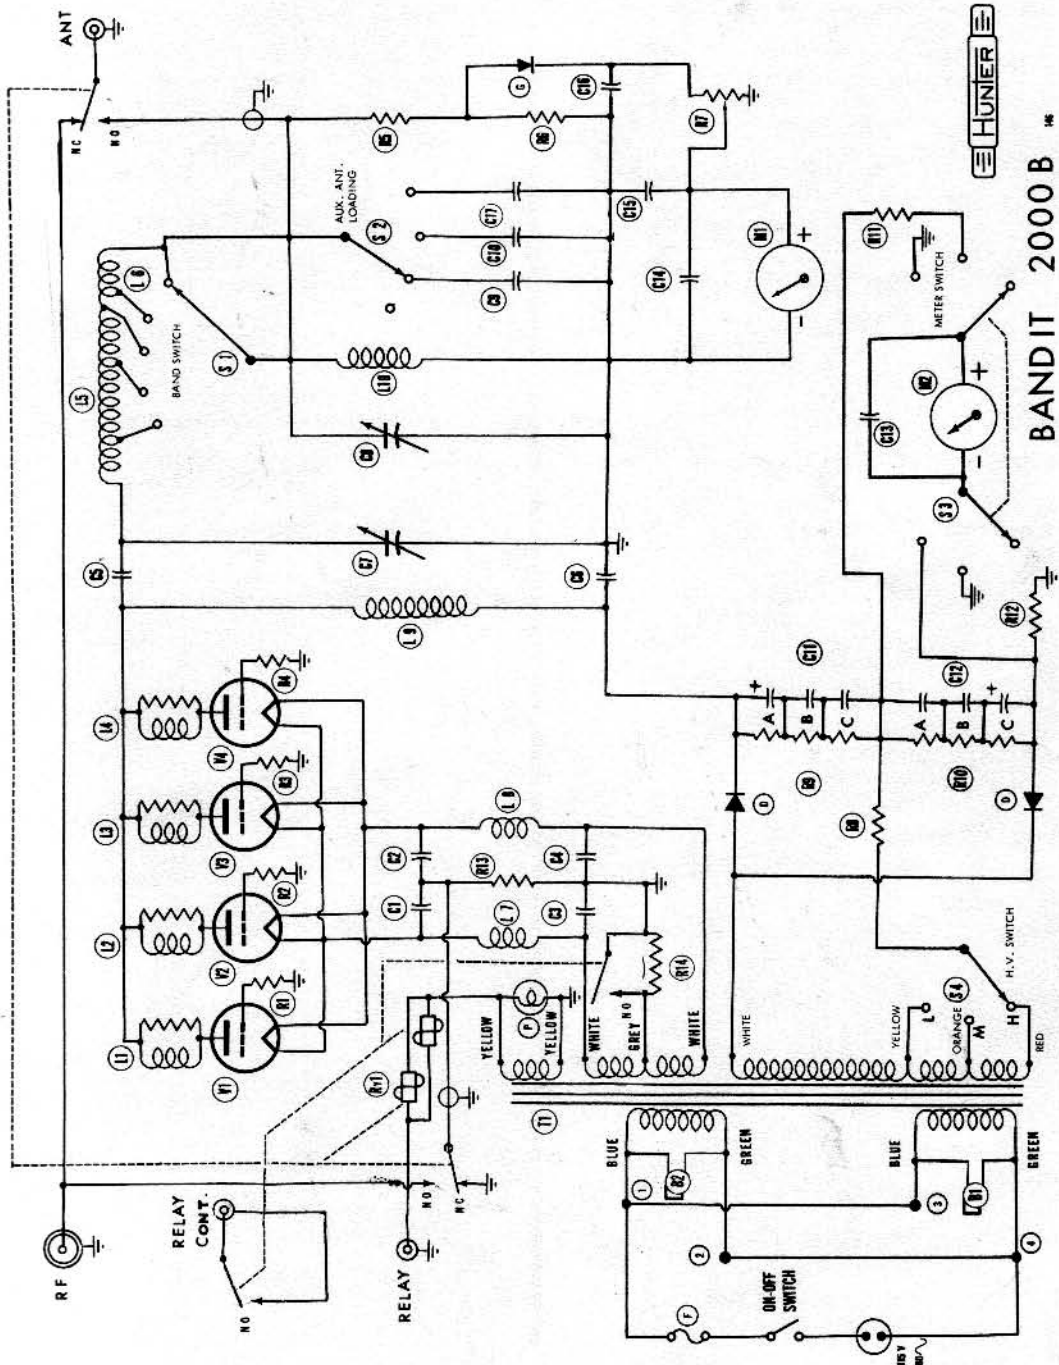 ANT
NC
NO
L5
L6
BAND SWITCH
S1
AUX. ANT.
LOADING
S2
R5
G
R6
C16
R7
C17
C10
C9
C15
C14
M1
+
-
L10
C8
C7
C5
C6
L9
L4
L3
L2
L1
V4
V3
V2
V1
R4
R3
R2
R1
C2
C1
L8
R13
L7
C4
C3
R14
NO
P
YELLOW
YELLOW
WHITE
GREY
WHITE
Ry1
T1
RF
RELAY
CONT.
NO
RELAY
NO
NC
WHITE
YELLOW
ORANGE
RED
L
M
H
S4
H.V. SWITCH
R8
D
D
R9
R10
A
B
C
A
B
C
+
+
C11
C12
R12
R11
METER SWITCH
M2
+
-
C13
S3
BLUE
GREEN
BLUE
GREEN
B2
B1
1
2
3
4
F
ON-OFF
SWITCH
115 V
HUNTER
BANDIT 2000B